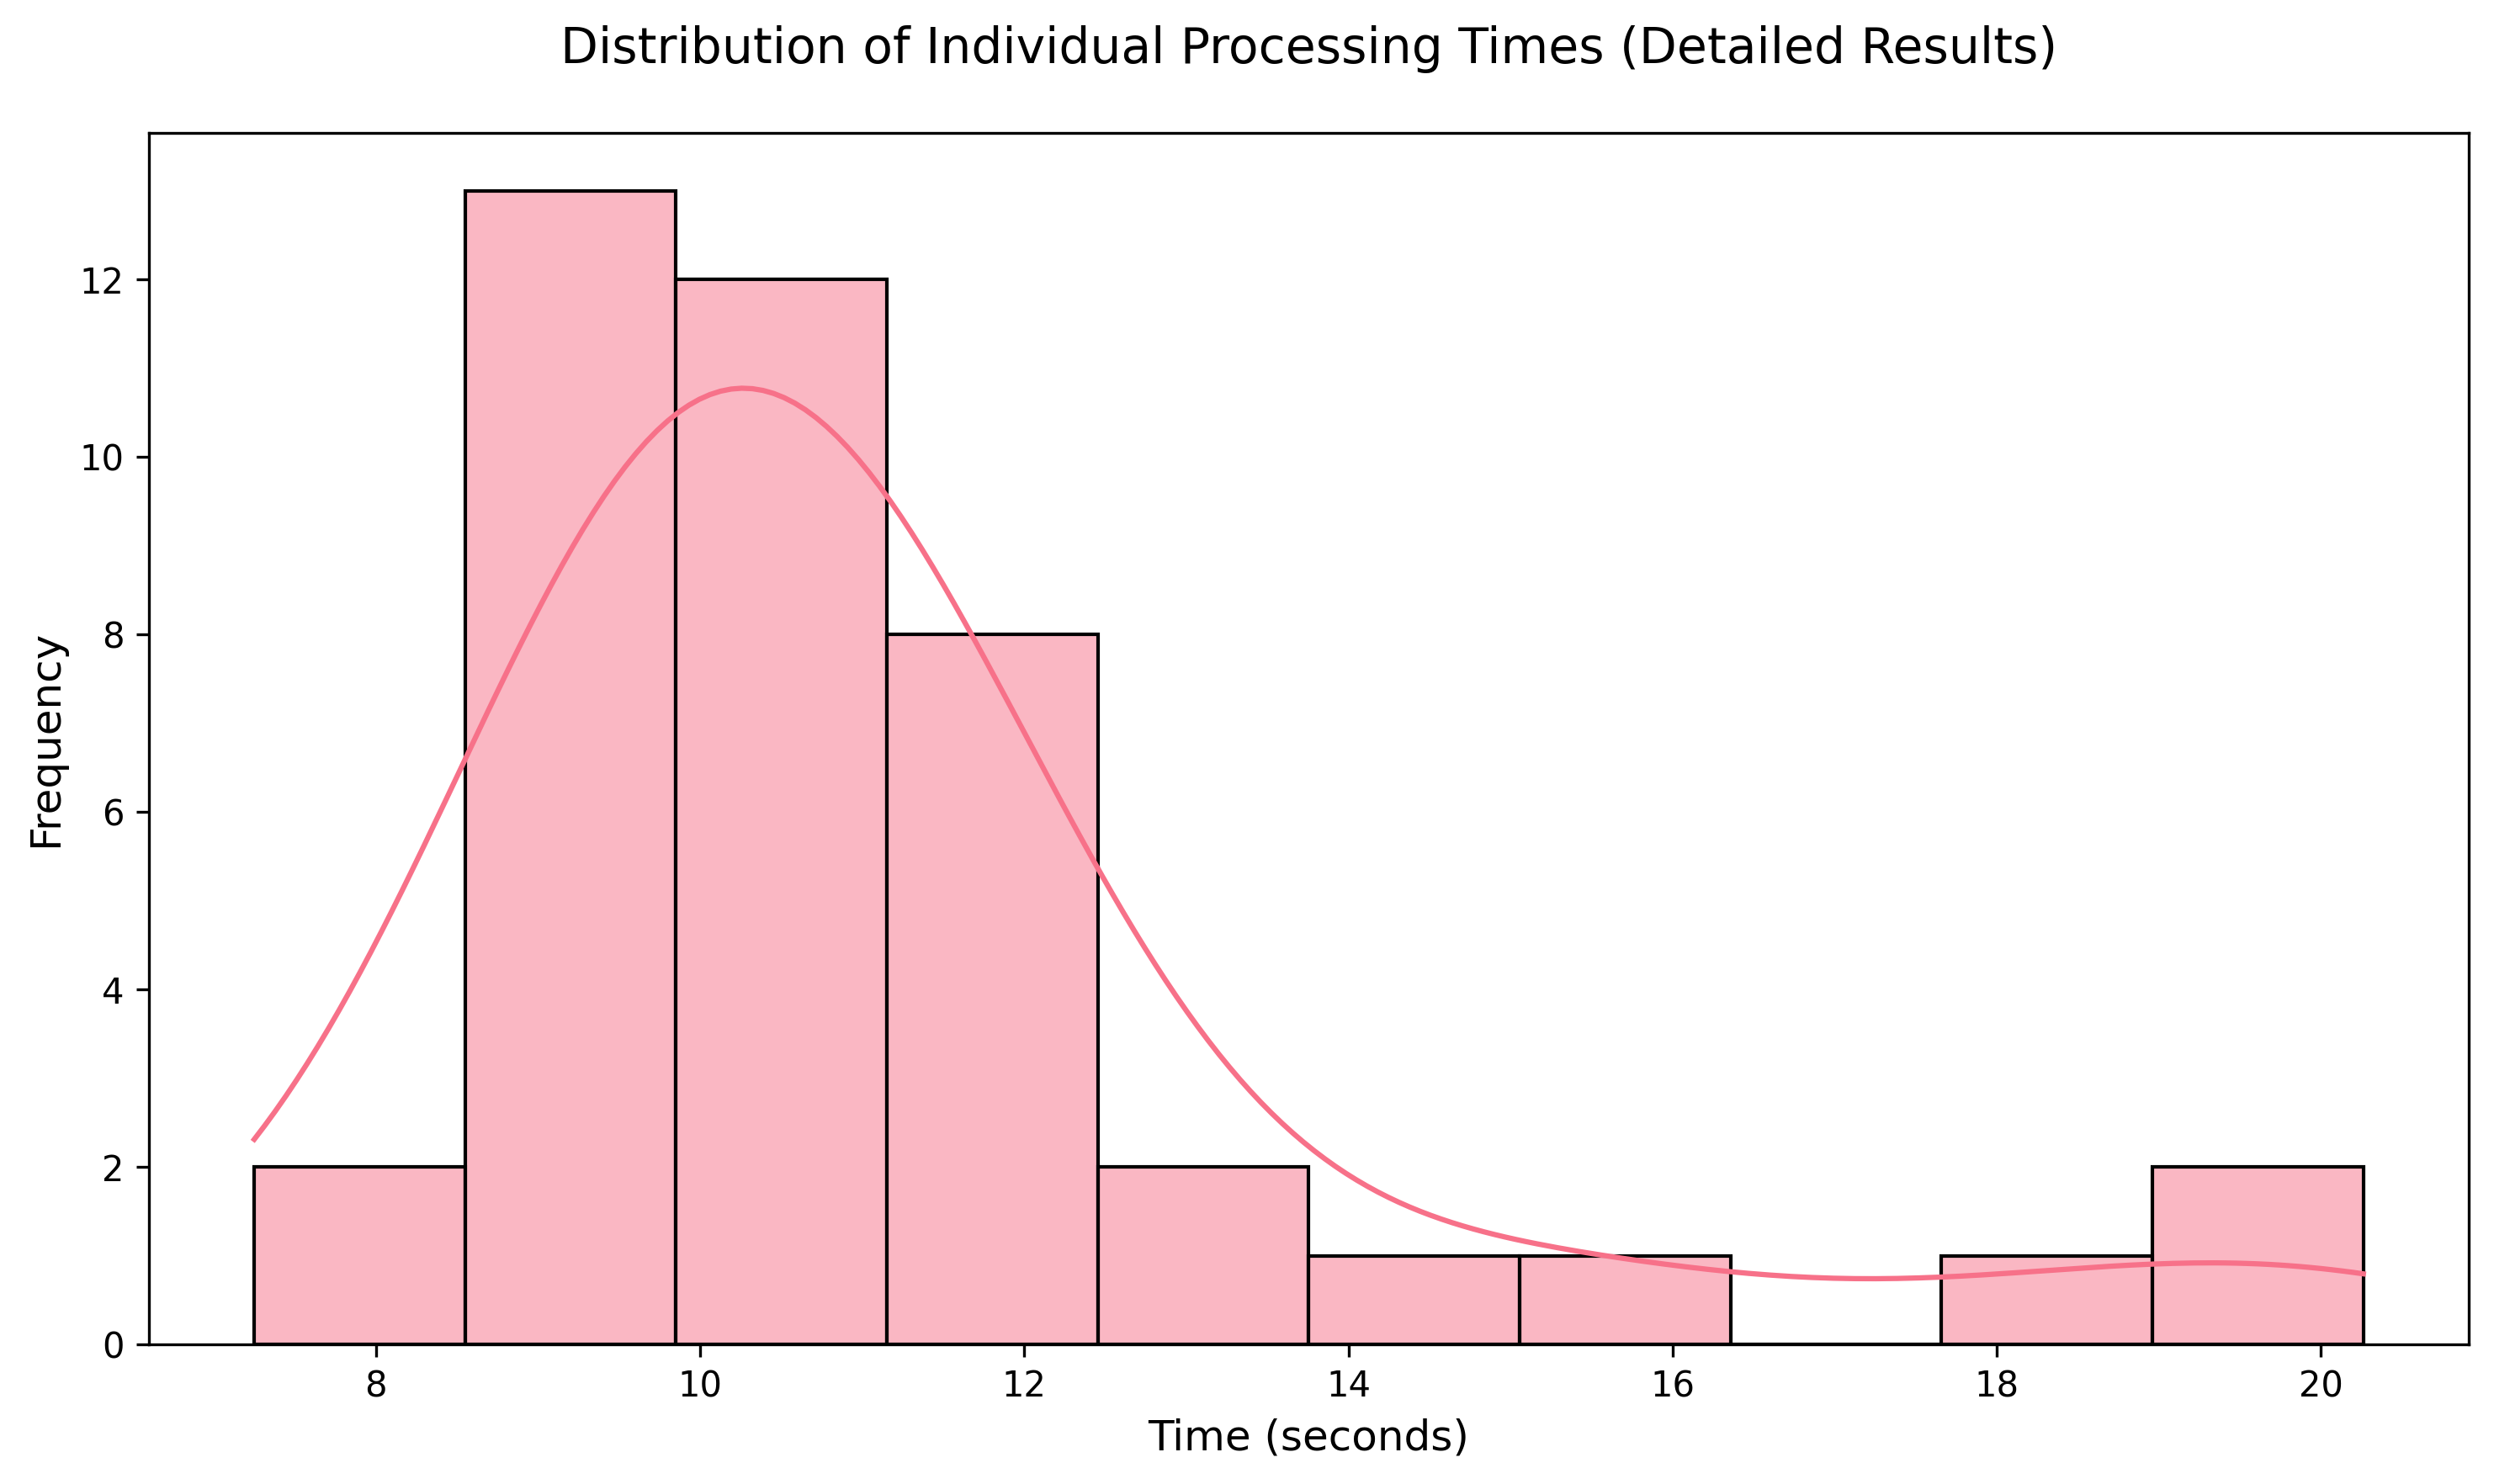 Distribution of Individual Processing Times (Detailed Results)
12
10
8
6
4
2
0
Frequency
8 10 12 14 16 18 20
Time (seconds)